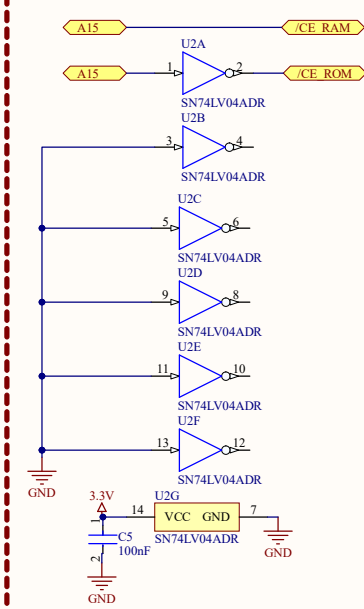 A15 /CE_RAM
U2A
A15 1 2 /CE_ROM
SN74LV04ADR
U2B
3 4
SN74LV04ADR
U2C
5 6
SN74LV04ADR
U2D
9 8
SN74LV04ADR
U2E
11 10
SN74LV04ADR
U2F
13 12
SN74LV04ADR
GND
3.3V U2G
1 14 VCC GND 7
C5 SN74LV04ADR
100nF GND
2
GND